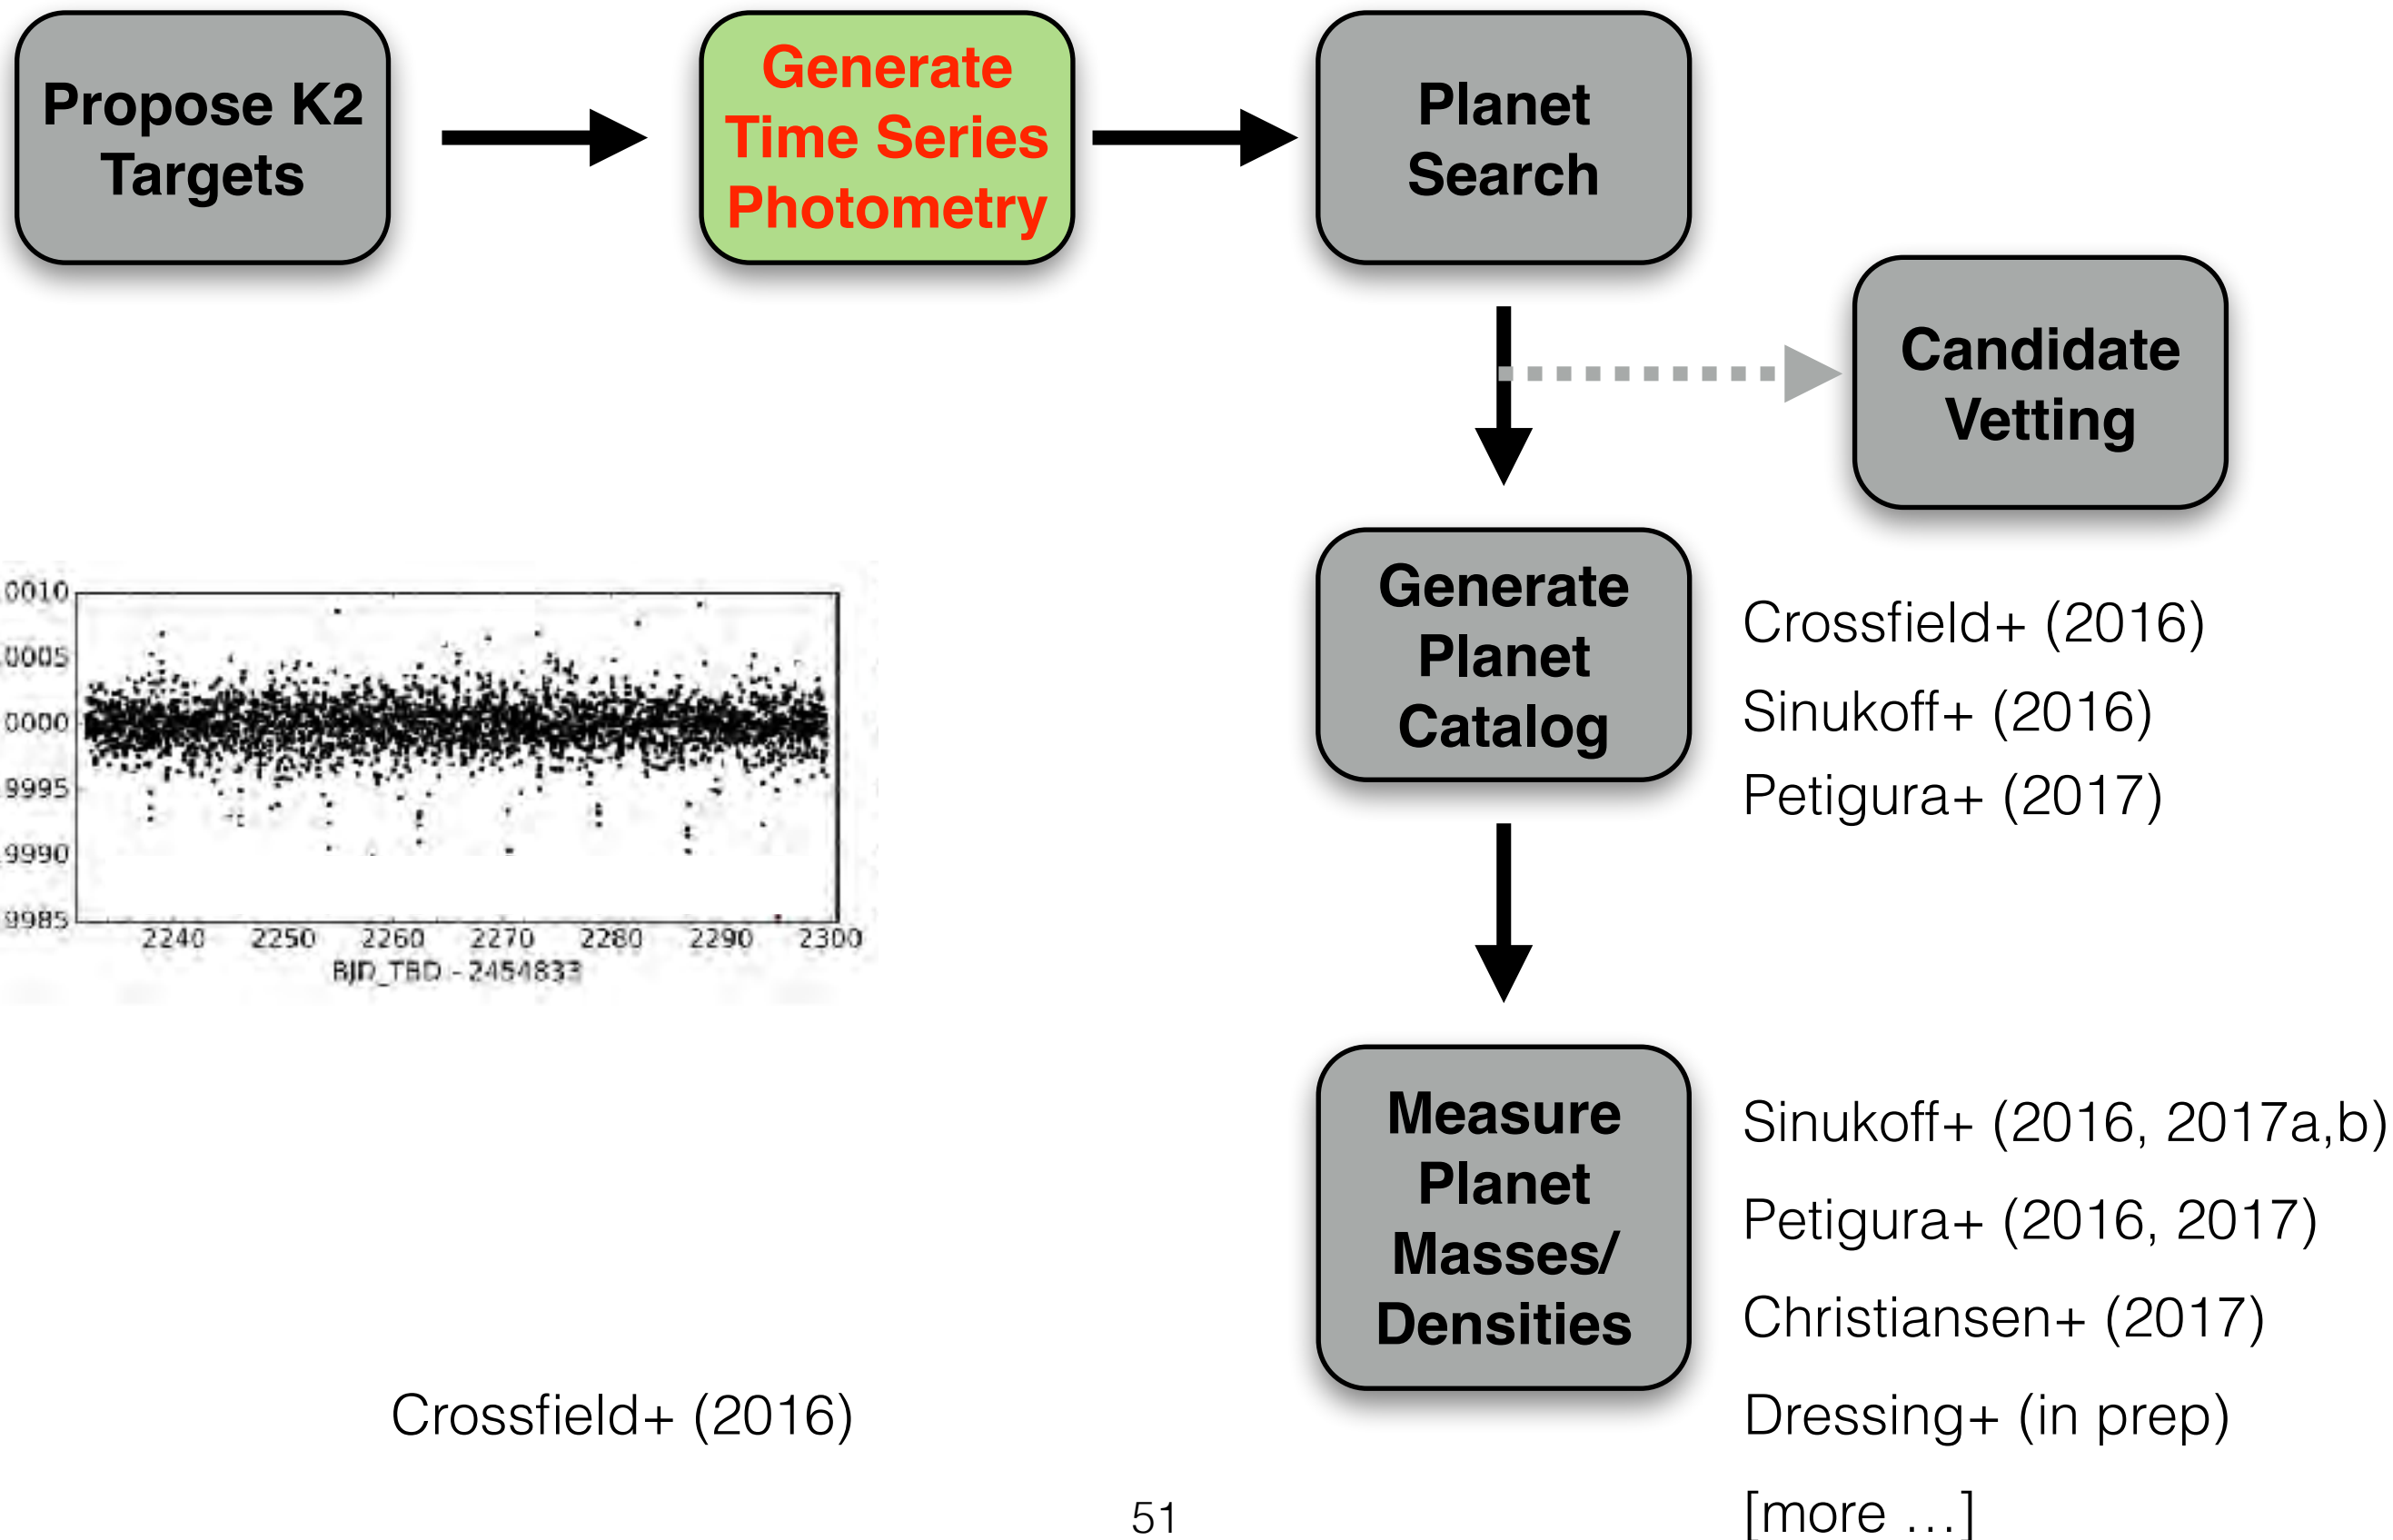 Propose K2
Targets
Generate
Time Series
Photometry
Planet
Search
Candidate
Vetting
Generate
Planet
Catalog
Crossfield+ (2016)
Sinukoff+ (2016)
Petigura+ (2017)
0010
0005
0000
9995
9990
9985
2240 2250 2260 2270 2280 2290 2300
BJD_TBD - 2454833
Measure
Planet
Masses/
Densities
Sinukoff+ (2016, 2017a,b)
Petigura+ (2016, 2017)
Christiansen+ (2017)
Dressing+ (in prep)
[more …]
Crossfield+ (2016)
51